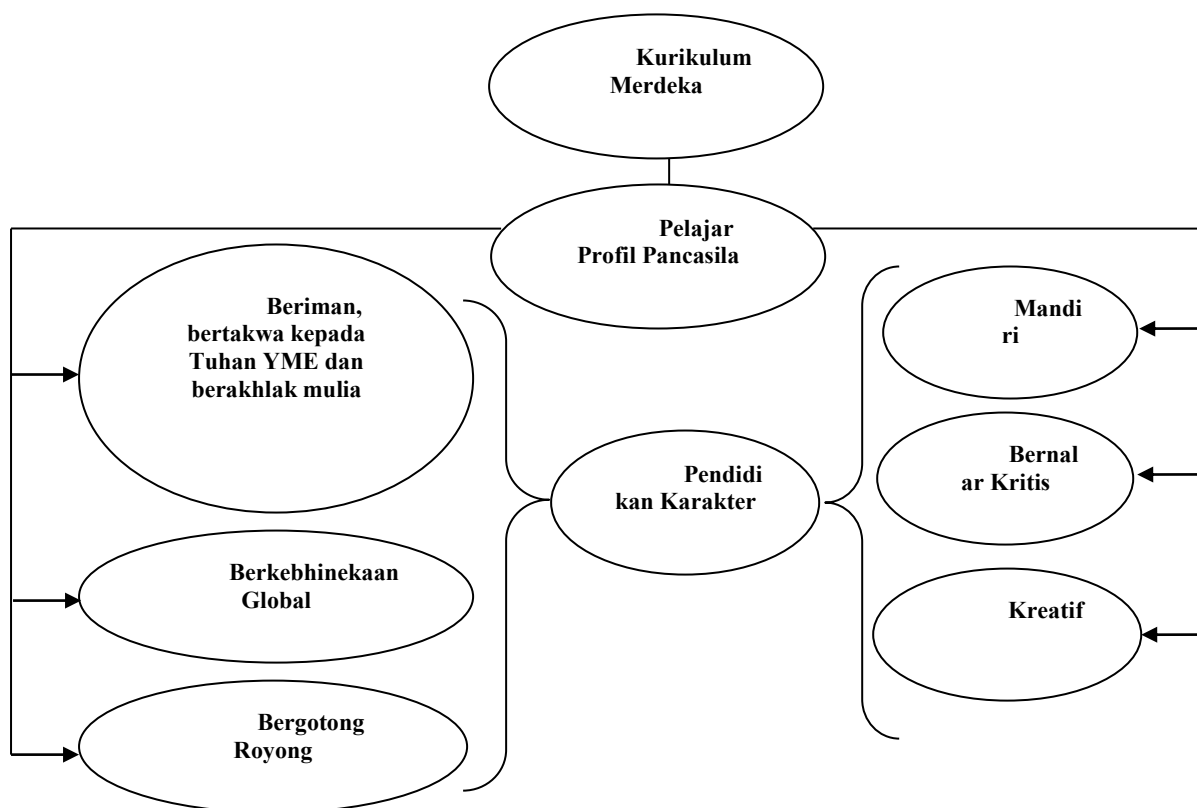 Kurikulum
Merdeka
Pelajar
Profil Pancasila
Beriman,
bertakwa kepada
Tuhan YME dan
berakhlak mulia
Berkebhinekaan
Global
Bergotong
Royong
Pendidi
kan Karakter
Mandi
ri
Bernal
ar Kritis
Kreatif